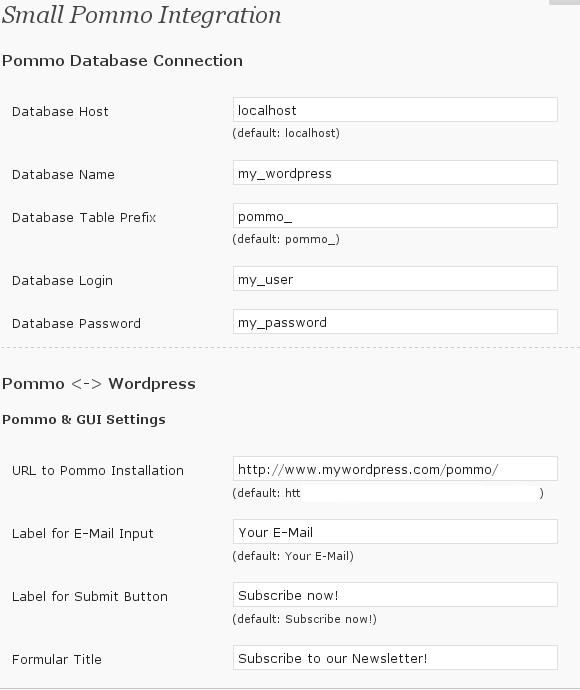 Small Pommo Integration
Pommo Database Connection
Database Host localhost
(default: localhost)
Database Name my_wordpress
Database Table Prefix pommo_
(default: pommo_)
Database Login my_user
Database Password my_password
Pommo <-> Wordpress
Pommo & GUI Settings
URL to Pommo Installation http://www.mywordpress.com/pommo/
(default: htt )
Label for E-Mail Input Your E-Mail
(default: Your E-Mail)
Label for Submit Button Subscribe now!
(default: Subscribe now!)
Formular Title Subscribe to our Newsletter!